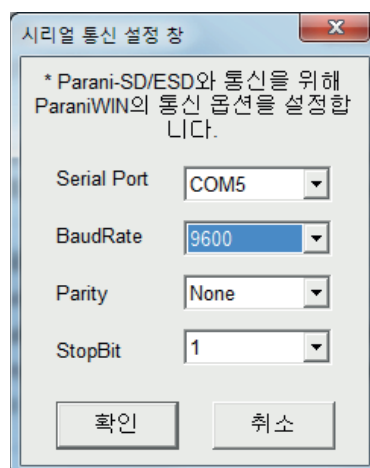 시리얼 통신 설정 창
* Parani-SD/ESD와 통신을 위해
ParaniWIN의 통신 옵션을 설정합
니다.
Serial Port COM5
BaudRate 9600
Parity None
StopBit 1
확인 취소